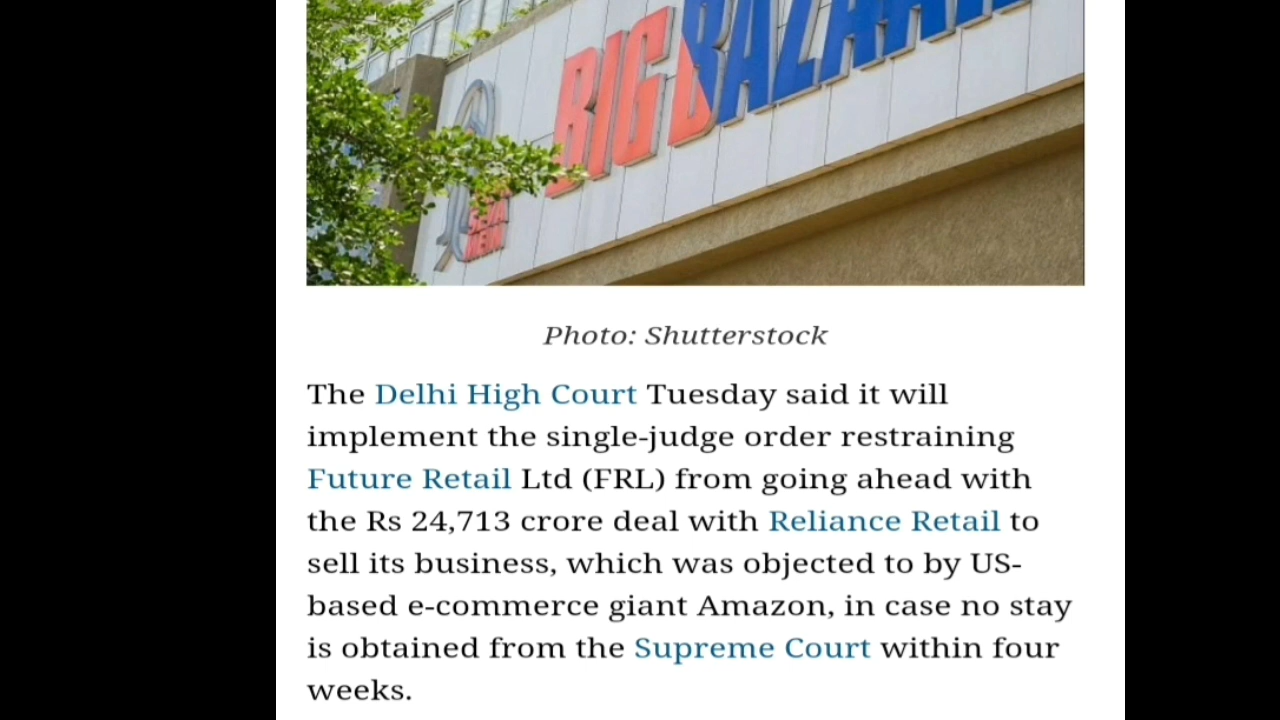 BIG BAZAAR
SEVA
DEIN
Photo: Shutterstock
The Delhi High Court Tuesday said it will
implement the single-judge order restraining
Future Retail Ltd (FRL) from going ahead with
the Rs 24,713 crore deal with Reliance Retail to
sell its business, which was objected to by US-
based e-commerce giant Amazon, in case no stay
is obtained from the Supreme Court within four
weeks.